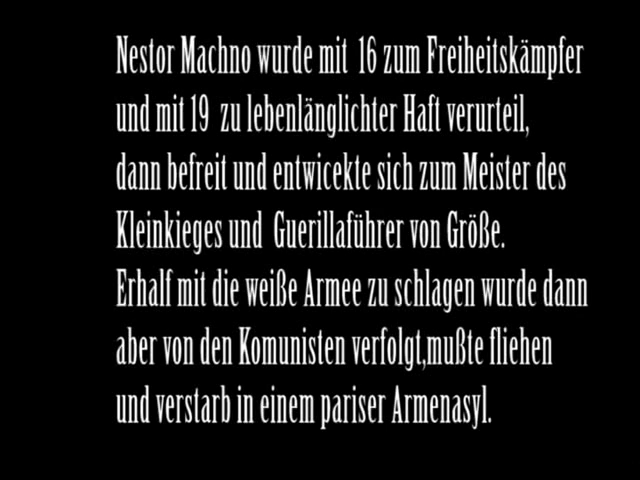 Nestor Machno wurde mit 16 zum Freiheitskämpfer
und mit 19 zu lebenlänglichter Haft verurteil,
dann befreit und entwicekte sich zum Meister des
Kleinkieges und Guerillaführer von Größe.
Erhalf mit die weiße Armee zu schlagen wurde dann
aber von den Komunisten verfolgt,mußte fliehen
und verstarb in einem pariser Armenasyl.